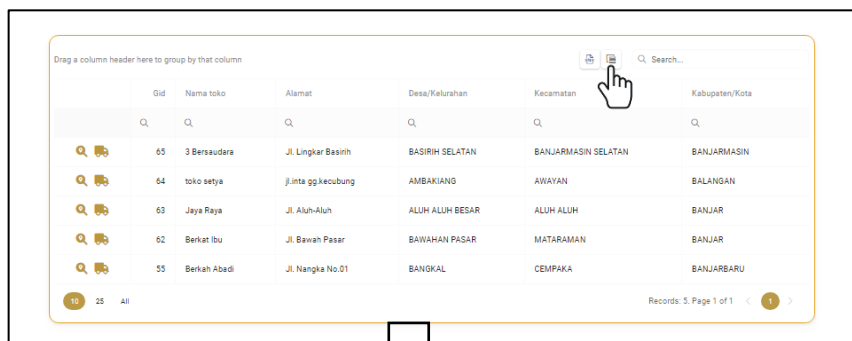 Drag a column header here to group by that column Search...
Gid Nama toko Alamat Desa/Kelurahan Kecamatan Kabupaten/Kota
65 3 Bersaudara Jl. Lingkar Basirih BASIRIH SELATAN BANJARMASIN SELATAN BANJARMASIN
64 toko setya jl.inta gg.kecubung AMBAKIANG AWAYAN BALANGAN
63 Jaya Raya Jl. Aluh-Aluh ALUH ALUH BESAR ALUH ALUH BANJAR
62 Berkat Ibu Jl. Bawah Pasar BAWAHAN PASAR MATARAMAN BANJAR
55 Berkah Abadi Jl. Nangka No.01 BANGKAL CEMPAKA BANJARBARU
10 25 All Records: 5. Page 1 of 1 1